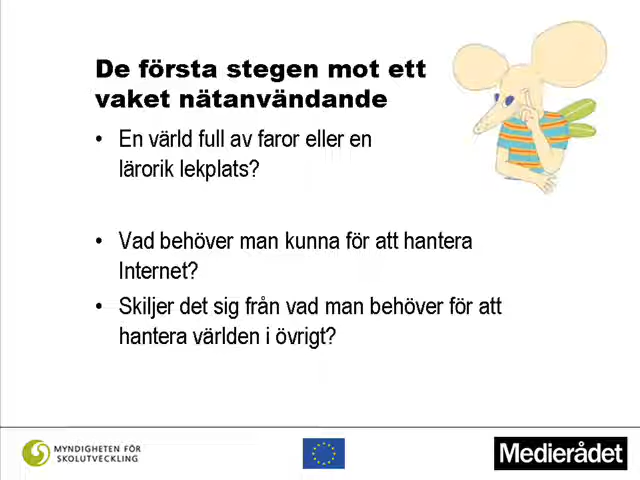 De första stegen mot ett
vaket nätanvändande
• En värld full av faror eller en
lärorik lekplats?
• Vad behöver man kunna för att hantera
Internet?
• Skiljer det sig från vad man behöver för att
hantera världen i övrigt?
MYNDIGHETEN FÖR
SKOLUTVECKLING
Medierådet